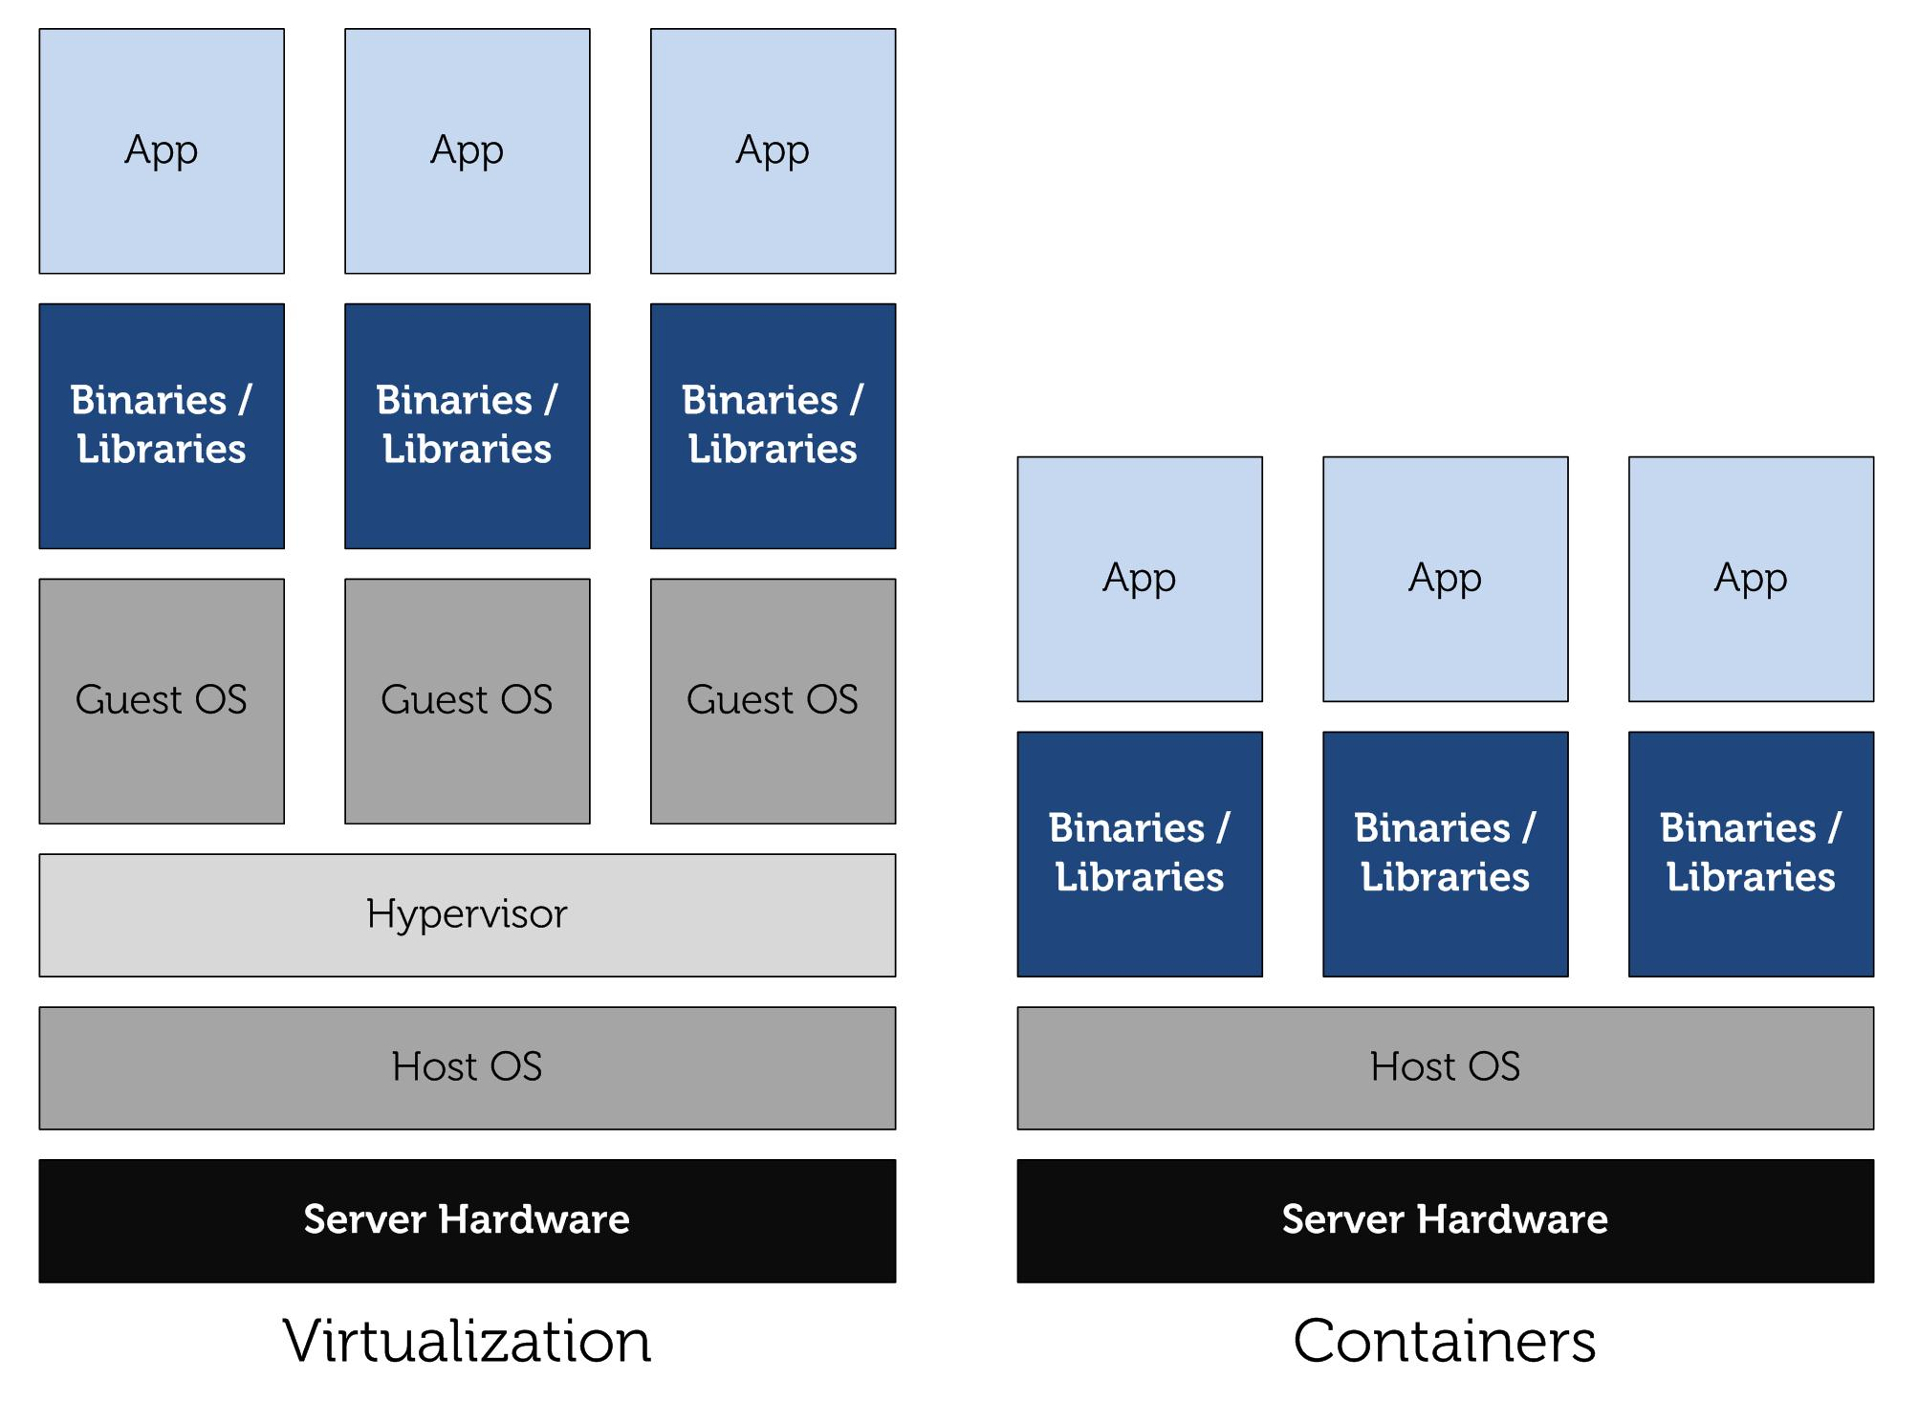 App
App
App
Binaries /
Libraries
Binaries /
Libraries
Binaries /
Libraries
Guest OS
Guest OS
Guest OS
Hypervisor
Host OS
Server Hardware
Virtualization
App
App
App
Binaries /
Libraries
Binaries /
Libraries
Binaries /
Libraries
Host OS
Server Hardware
Containers